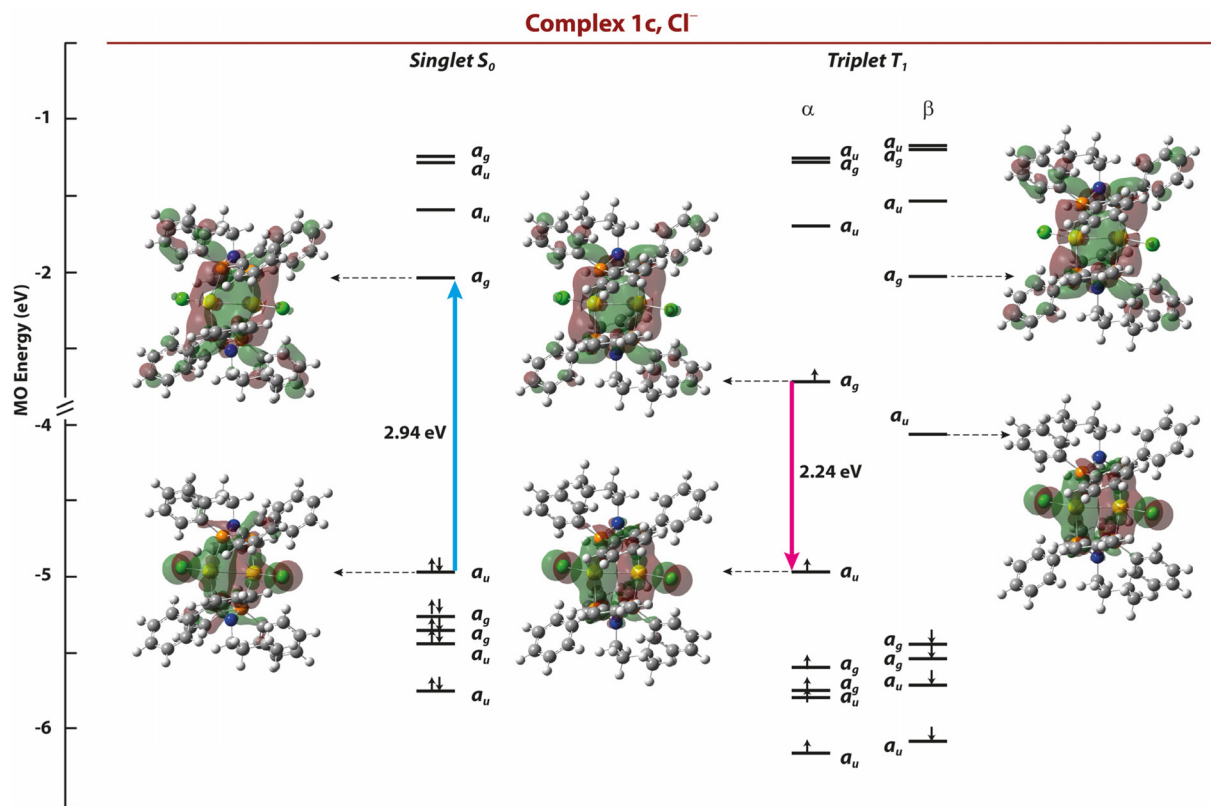 Complex 1c, Cl⁻
Singlet S₀
Triplet T₁
α
β
MO Energy (eV)
-1
-2
-4
-5
-6
a_g
a_u
a_u
a_g
2.94 eV
a_u
a_g
a_g
a_u
a_u
a_u
a_g
a_u
a_g
2.24 eV
a_u
a_g
a_g
a_u
a_u
a_u
a_g
a_u
a_g
a_u
a_g
a_g
a_u
a_u